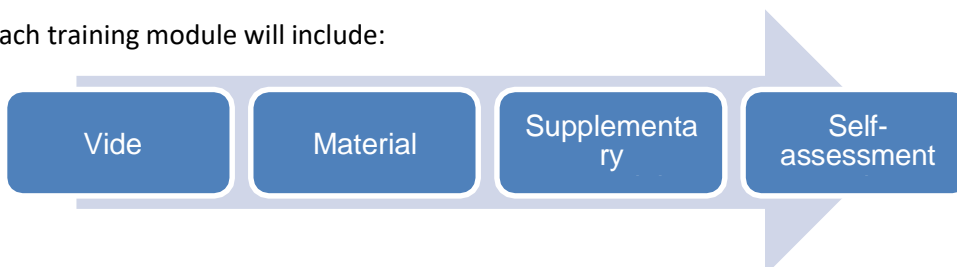 ach training module will include:
Vide
Material
Supplementa
ry
Self-
assessment